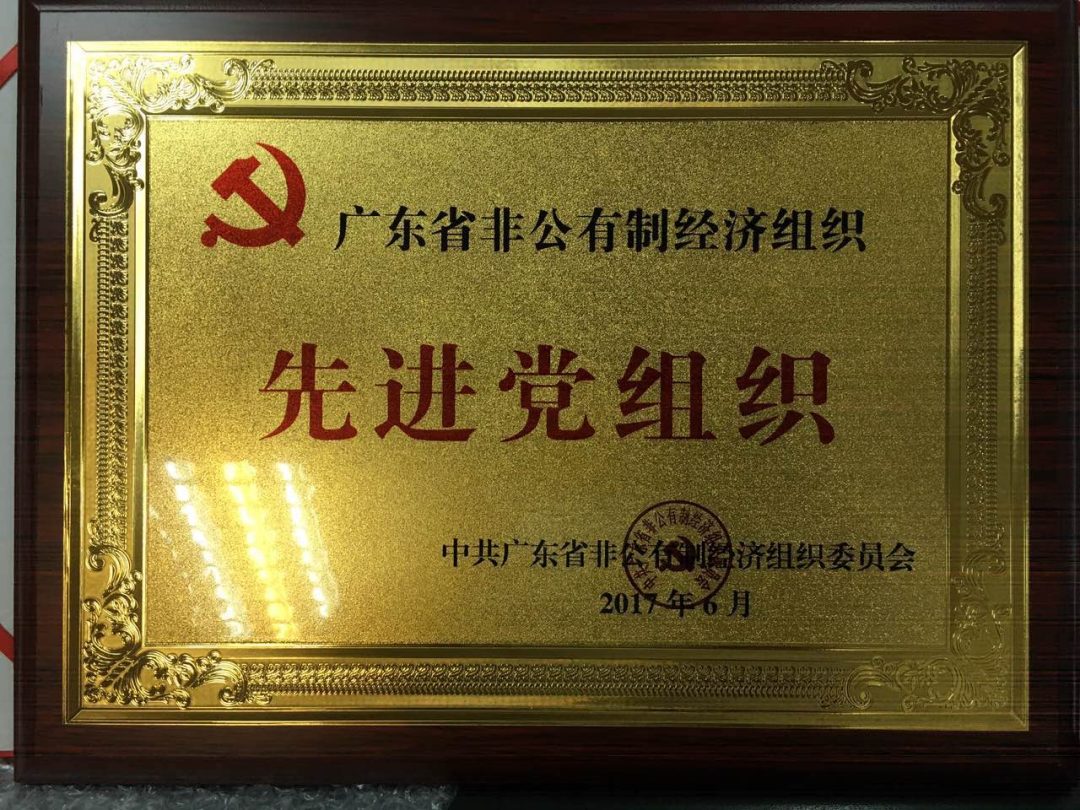 广东省非公有制经济组织
先进党组织
中共广东省非公有制经济组织委员会
2017年6月